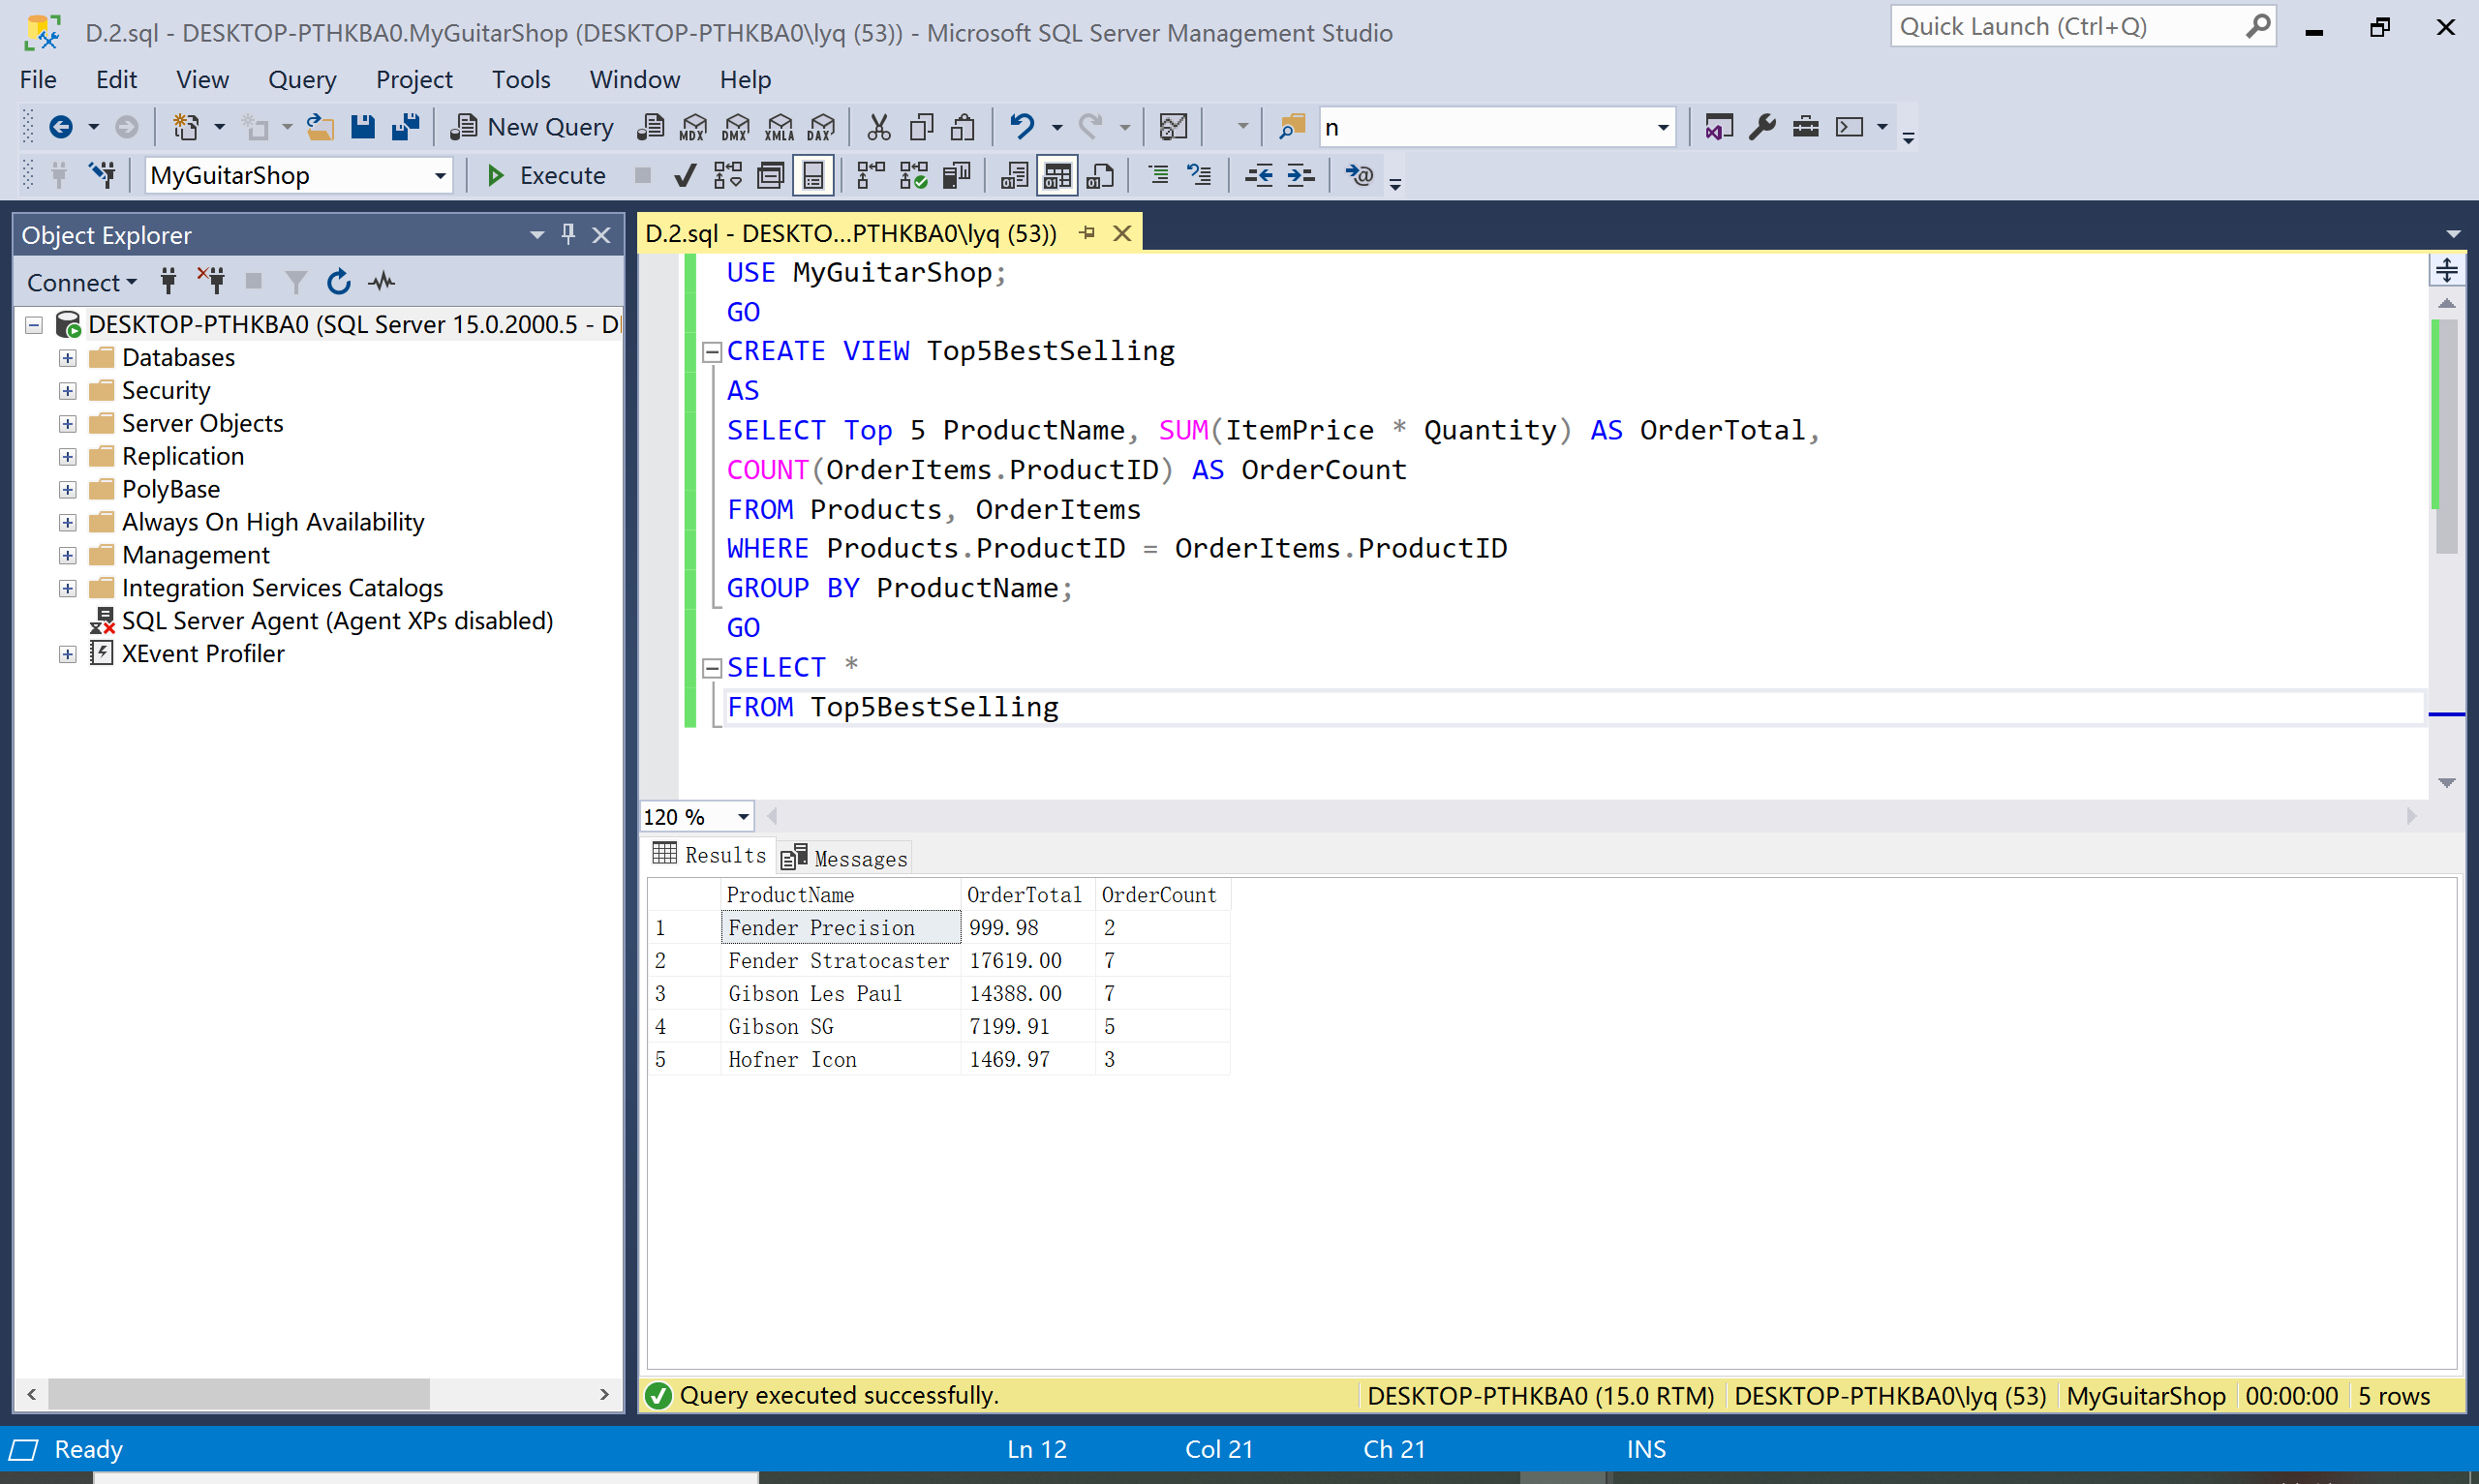 D.2.sql - DESKTOP-PTHKBA0.MyGuitarShop (DESKTOP-PTHKBA0\lyq (53)) - Microsoft SQL Server Management Studio
Quick Launch (Ctrl+Q)
File Edit View Query Project Tools Window Help
New Query MDX DMX XMLA DAX n
MyGuitarShop Execute
Object Explorer
D.2.sql - DESKTO...PTHKBA0\lyq (53))
Connect
DESKTOP-PTHKBA0 (SQL Server 15.0.2000.5 -
Databases
Security
Server Objects
Replication
PolyBase
Always On High Availability
Management
Integration Services Catalogs
SQL Server Agent (Agent XPs disabled)
XEvent Profiler
USE MyGuitarShop;
GO
CREATE VIEW Top5BestSelling
AS
SELECT Top 5 ProductName, SUM(ItemPrice * Quantity) AS OrderTotal,
COUNT(OrderItems.ProductID) AS OrderCount
FROM Products, OrderItems
WHERE Products.ProductID = OrderItems.ProductID
GROUP BY ProductName;
GO
SELECT *
FROM Top5BestSelling
120 %
Results Messages
ProductName OrderTotal OrderCount
1 Fender Precision 999.98 2
2 Fender Stratocaster 17619.00 7
3 Gibson Les Paul 14388.00 7
4 Gibson SG 7199.91 5
5 Hofner Icon 1469.97 3
Query executed successfully. DESKTOP-PTHKBA0 (15.0 RTM) DESKTOP-PTHKBA0\lyq (53) MyGuitarShop 00:00:00 5 rows
Ready Ln 12 Col 21 Ch 21 INS